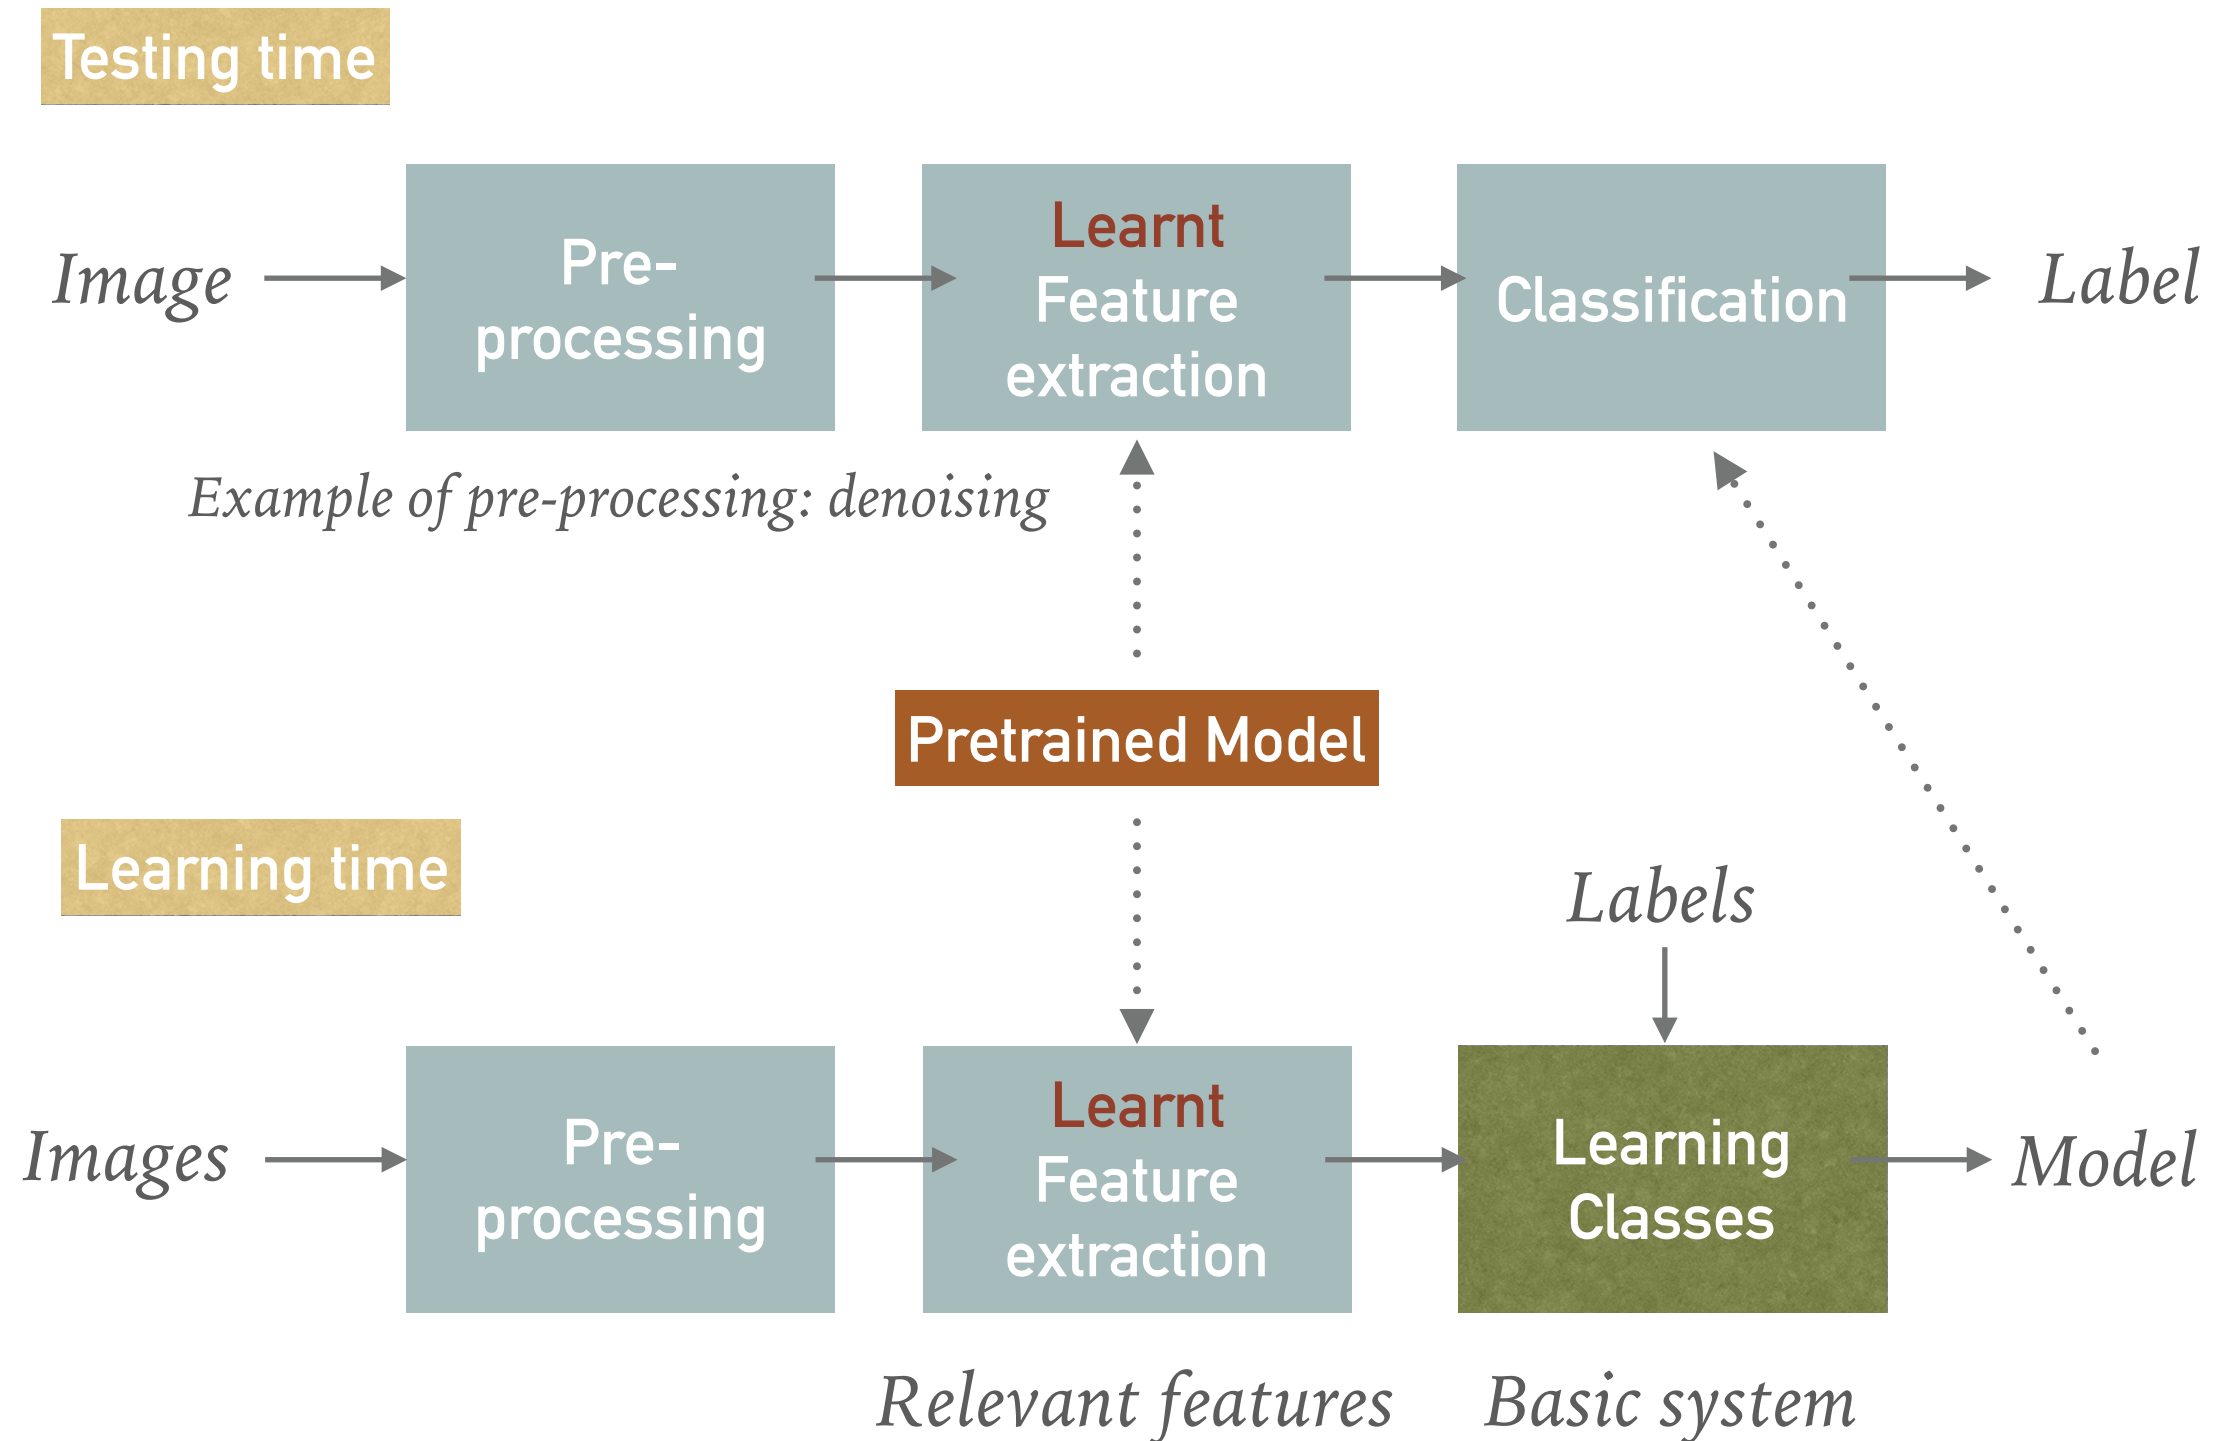 Testing time
Image
Pre-
processing
Learnt
Feature
extraction
Classification
Label
Example of pre-processing: denoising
Pretrained Model
Learning time
Labels
Images
Pre-
processing
Learnt
Feature
extraction
Learning
Classes
Model
Relevant features
Basic system